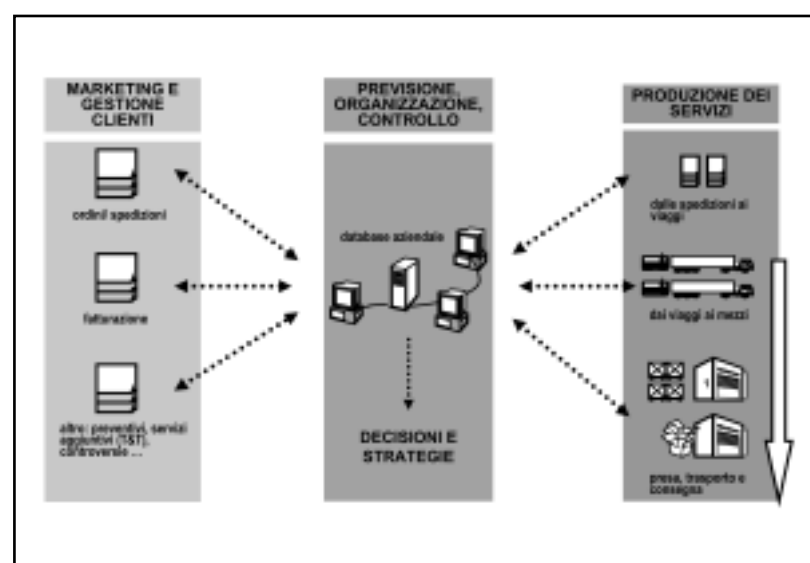 MARKETING E
GESTIONE
CLIENTI
ordini/ spedizioni
fatturazione
altro: preventivi, servizi
aggiuntivi (T&T),
controversie ...
PREVISIONE,
ORGANIZZAZIONE,
CONTROLLO
database aziendale
DECISIONI E
STRATEGIE
PRODUZIONE DEI
SERVIZI
dalle spedizioni ai
viaggi
dai viaggi ai mezzi
presa, trasporto e
consegna